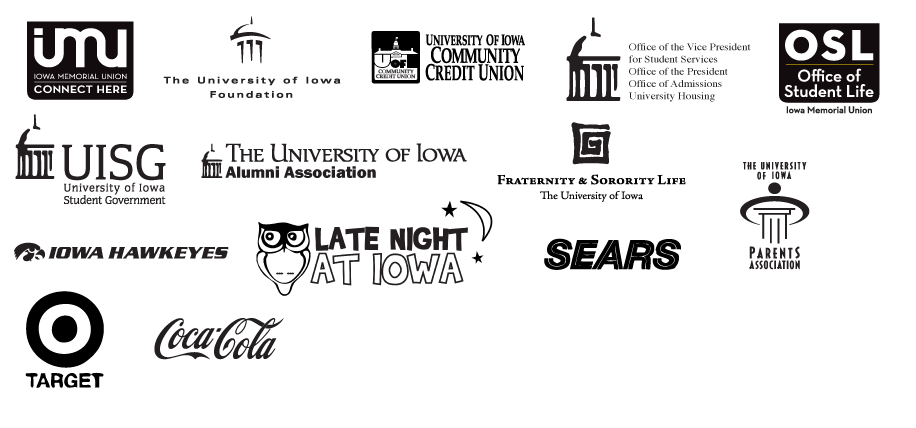 imu
IOWA MEMORIAL UNION
CONNECT HERE
The University of Iowa
Foundation
UofI
COMMUNITY
CREDIT UNION
UNIVERSITY OF IOWA
COMMUNITY
CREDIT UNION
Office of the Vice President
for Student Services
Office of the President
Office of Admissions
University Housing
OSL
Office of
Student Life
Iowa Memorial Union
UISG
University of Iowa
Student Government
THE UNIVERSITY OF IOWA
Alumni Association
FRATERNITY & SORORITY LIFE
The University of Iowa
THE UNIVERSITY
OF IOWA
PARENTS
ASSOCIATION
IOWA HAWKEYES
LATE NIGHT
AT IOWA
SEARS
TARGET
Coca-Cola